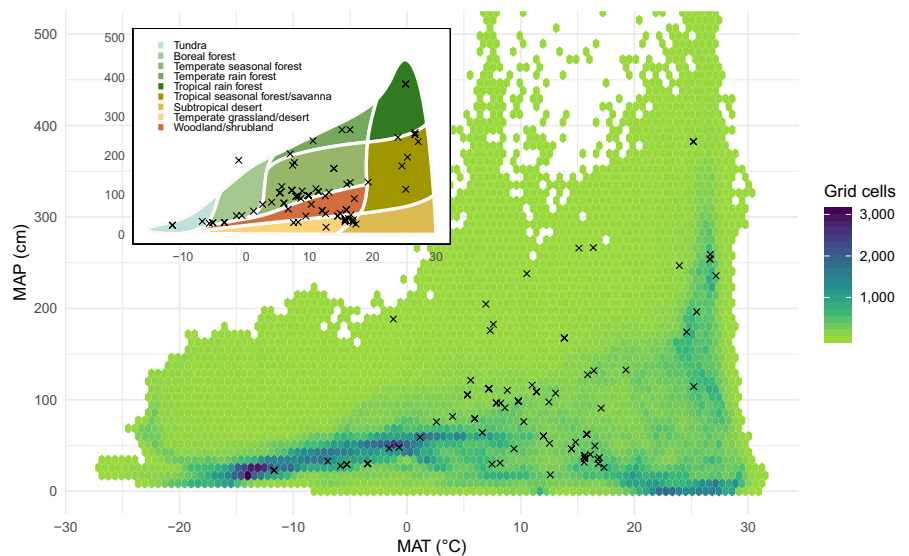 500
400
300
200
100
0
MAP (cm)
−30
−20
−10
0
10
20
30
MAT (°C)
500
400
300
200
100
0
−10
0
10
20
30
Tundra
Boreal forest
Temperate seasonal forest
Temperate rain forest
Tropical rain forest
Tropical seasonal forest/savanna
Subtropical desert
Temperate grassland/desert
Woodland/shrubland
Grid cells
3,000
2,000
1,000